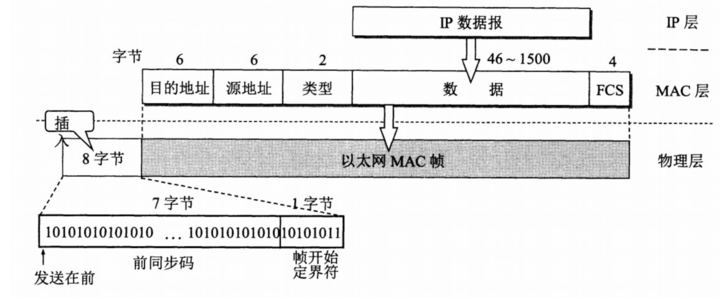 IP 数据报
IP 层
字节
6
6
2
46~1500
4
目的地址
源地址
类型
数 据
FCS
MAC 层
插入
8 字节
以太网 MAC 帧
物理层
7 字节
1 字节
10101010101010 ... 101010101010
10101011
发送在前
前同步码
帧开始
定界符